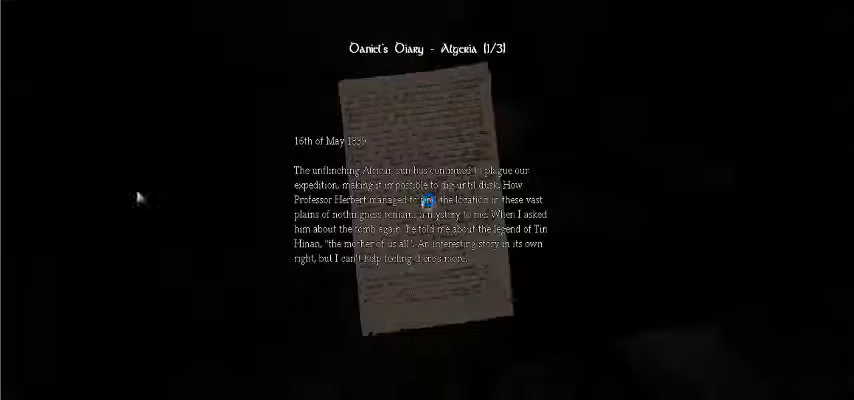 Daniel's Diary - Algeria (1/3)
16th of May 1839
The unflinching African sun has continued to plague our
expedition, making it impossible to dig until dusk. How
Professor Herbert managed to find the location in these vast
plains of nothingness remains a mystery to me. When I asked
him about the tomb again, he told me about the legend of Tin
Hinan, "the mother of us all". An interesting story in its own
right, but I can't help feeling there's more.